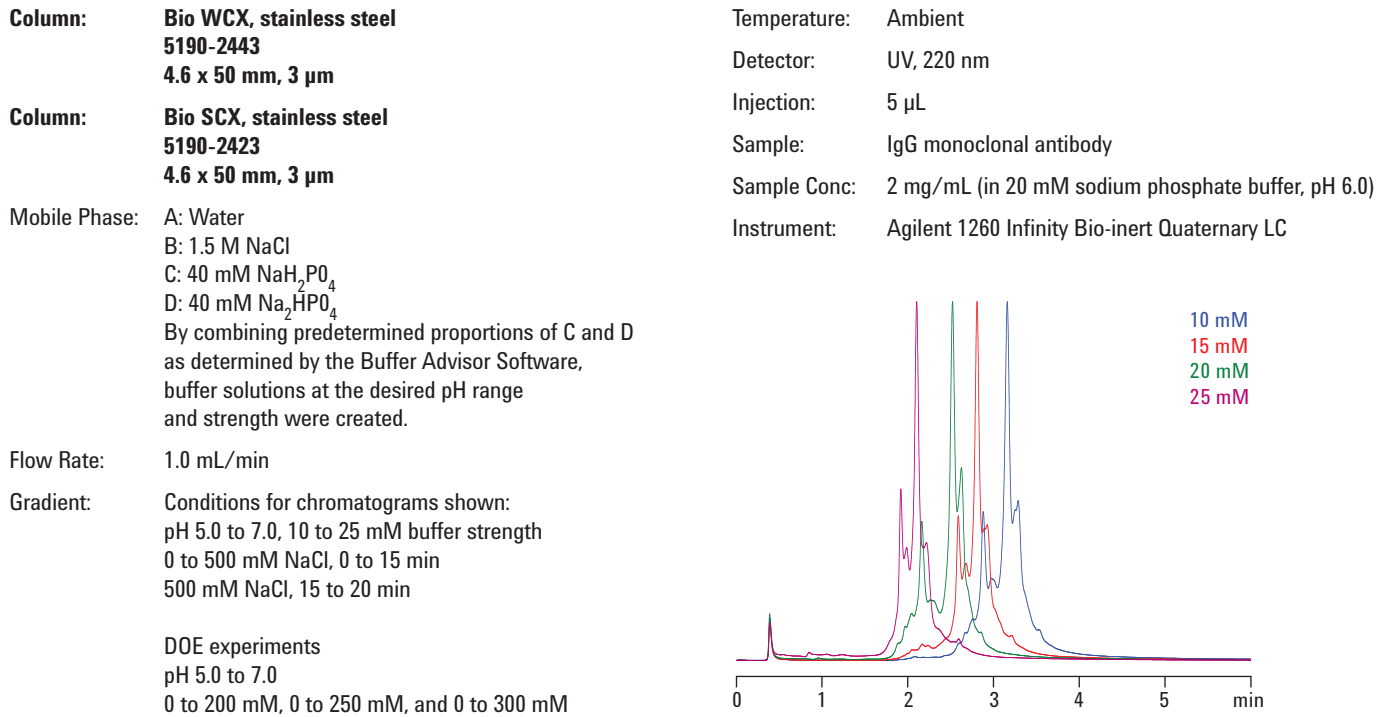 Column: Bio WCX, stainless steel
5190-2443
4.6 x 50 mm, 3 µm
Column: Bio SCX, stainless steel
5190-2423
4.6 x 50 mm, 3 µm
Mobile Phase: A: Water
B: 1.5 M NaCl
C: 40 mM NaH2P04
D: 40 mM Na2HP04
By combining predetermined proportions of C and D
as determined by the Buffer Advisor Software,
buffer solutions at the desired pH range
and strength were created.
Flow Rate: 1.0 mL/min
Gradient: Conditions for chromatograms shown:
pH 5.0 to 7.0, 10 to 25 mM buffer strength
0 to 500 mM NaCl, 0 to 15 min
500 mM NaCl, 15 to 20 min
DOE experiments
pH 5.0 to 7.0
0 to 200 mM, 0 to 250 mM, and 0 to 300 mM
Temperature: Ambient
Detector: UV, 220 nm
Injection: 5 µL
Sample: IgG monoclonal antibody
Sample Conc: 2 mg/mL (in 20 mM sodium phosphate buffer, pH 6.0)
Instrument: Agilent 1260 Infinity Bio-inert Quaternary LC
10 mM
15 mM
20 mM
25 mM
0 1 2 3 4 5 min